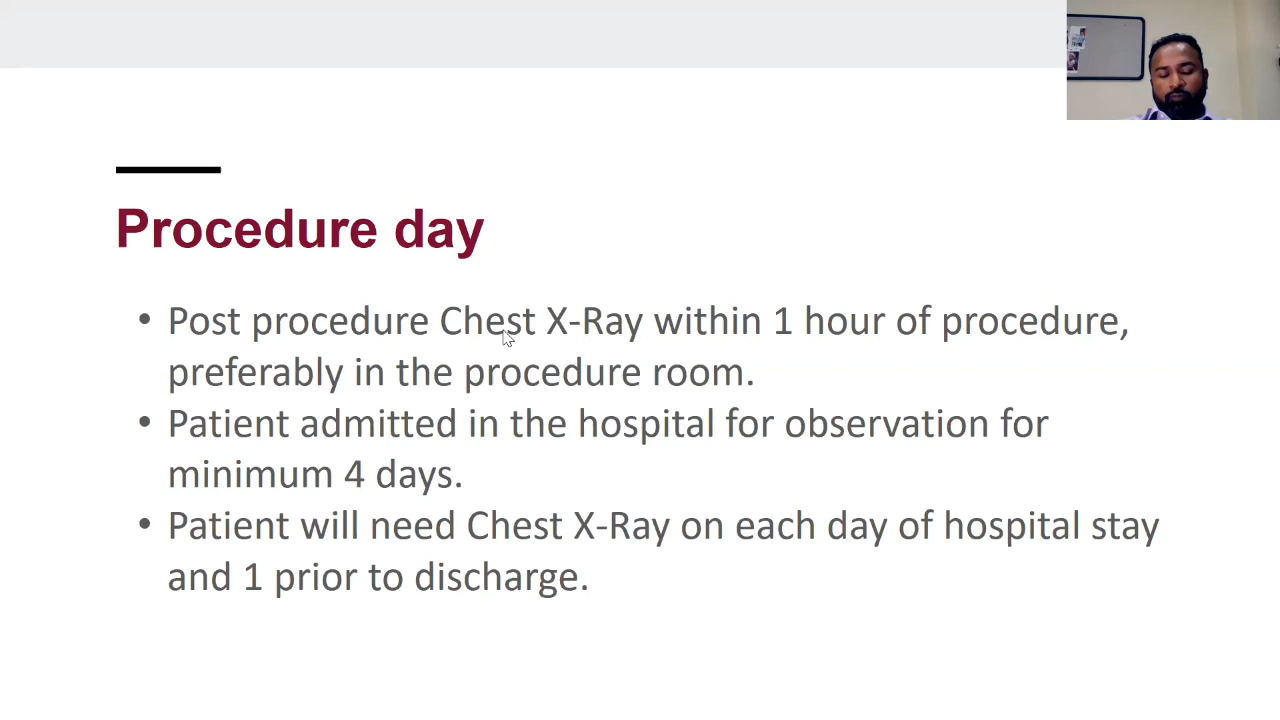 Procedure day
• Post procedure Chest X-Ray within 1 hour of procedure,
preferably in the procedure room.
• Patient admitted in the hospital for observation for
minimum 4 days.
• Patient will need Chest X-Ray on each day of hospital stay
and 1 prior to discharge.